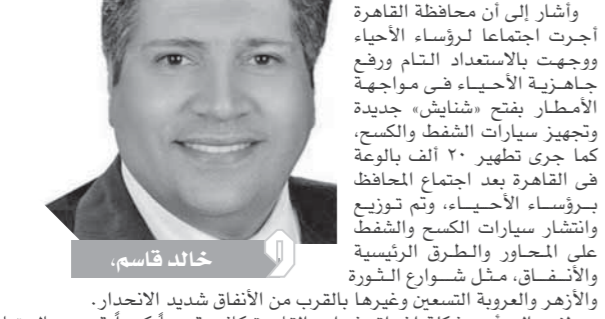 وأشار إلى أن محافظة القاهرة
أجرت اجتماعا لرؤساء الأحياء
ووجهت بالاستعداد التام ورفع
جاهزية الأحياء فى مواجهة
الأمطار بفتح «شنايش» جديدة
وتجهيز سيارات الشفط والكسح،
كما جرى تطهير ٢٠ ألف بالوعة
فى القاهرة بعد اجتماع المحافظ
برؤساء الأحياء، وتم توزيع
وانتشار سيارات الكسح والشفط
على المحاور والطرق الرئيسية
والأنفاق، مثل شوارع الثورة
والأزهر والعروبة التسعين وغيرها بالقرب من الأنفاق شديد الانحدار.
خالد قاسم،